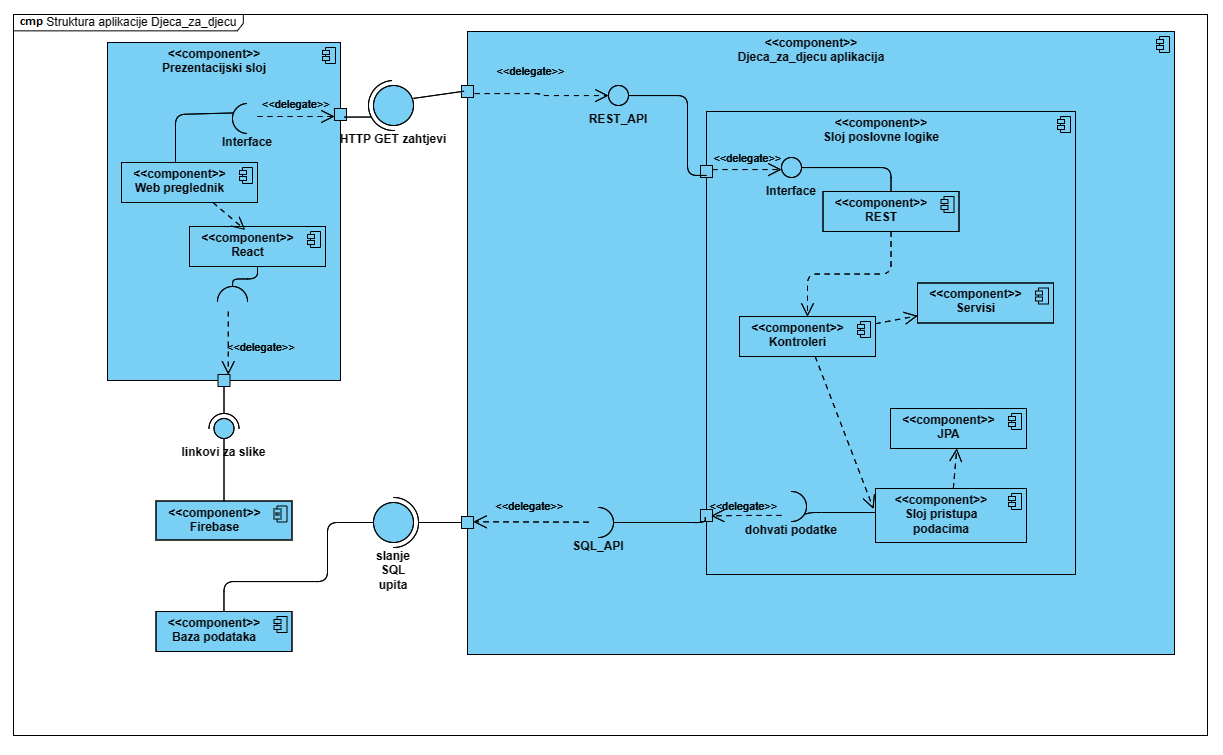 cmp Struktura aplikacije Djeca_za_djecu
<<component>>
Prezentacijski sloj
<<delegate>>
Interface
<<component>>
Web preglednik
<<component>>
React
<<delegate>>
HTTP GET zahtjevi
linkovi za slike
<<component>>
Firebase
<<component>>
Baza podataka
slanje
SQL
upita
<<component>>
Djeca_za_djecu aplikacija
<<delegate>>
REST_API
<<component>>
Sloj poslovne logike
<<delegate>>
Interface
<<component>>
REST
<<component>>
Servisi
<<component>>
Kontroleri
<<component>>
JPA
<<component>>
Sloj pristupa
podacima
<<delegate>>
dohvati podatke
<<delegate>>
SQL_API